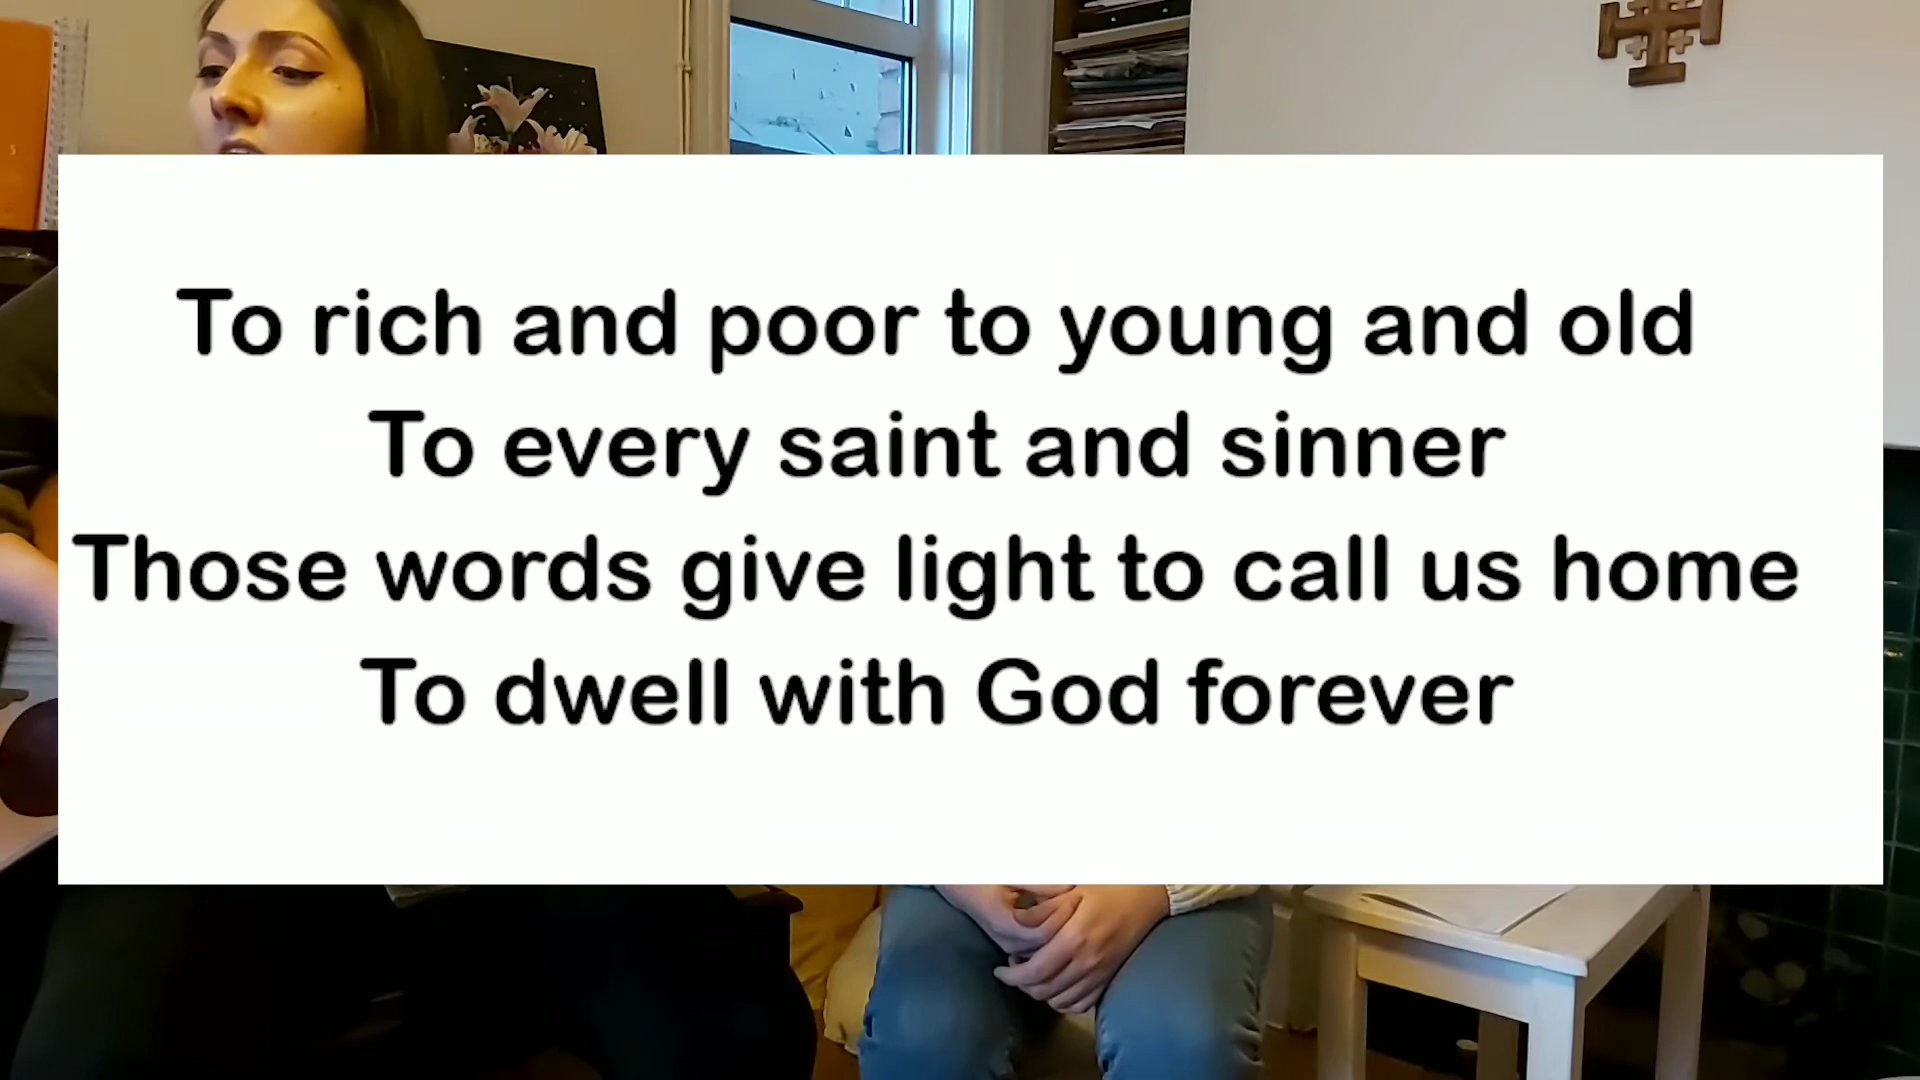 To rich and poor to young and old
To every saint and sinner
Those words give light to call us home
To dwell with God forever